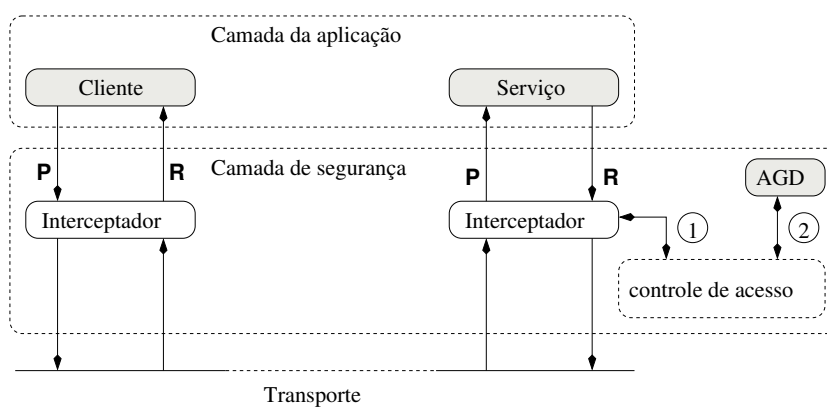 Camada da aplicação
Cliente
Serviço
P
R
Camada de segurança
P
R
AGD
Interceptador
Interceptador
1
2
controle de acesso
Transporte